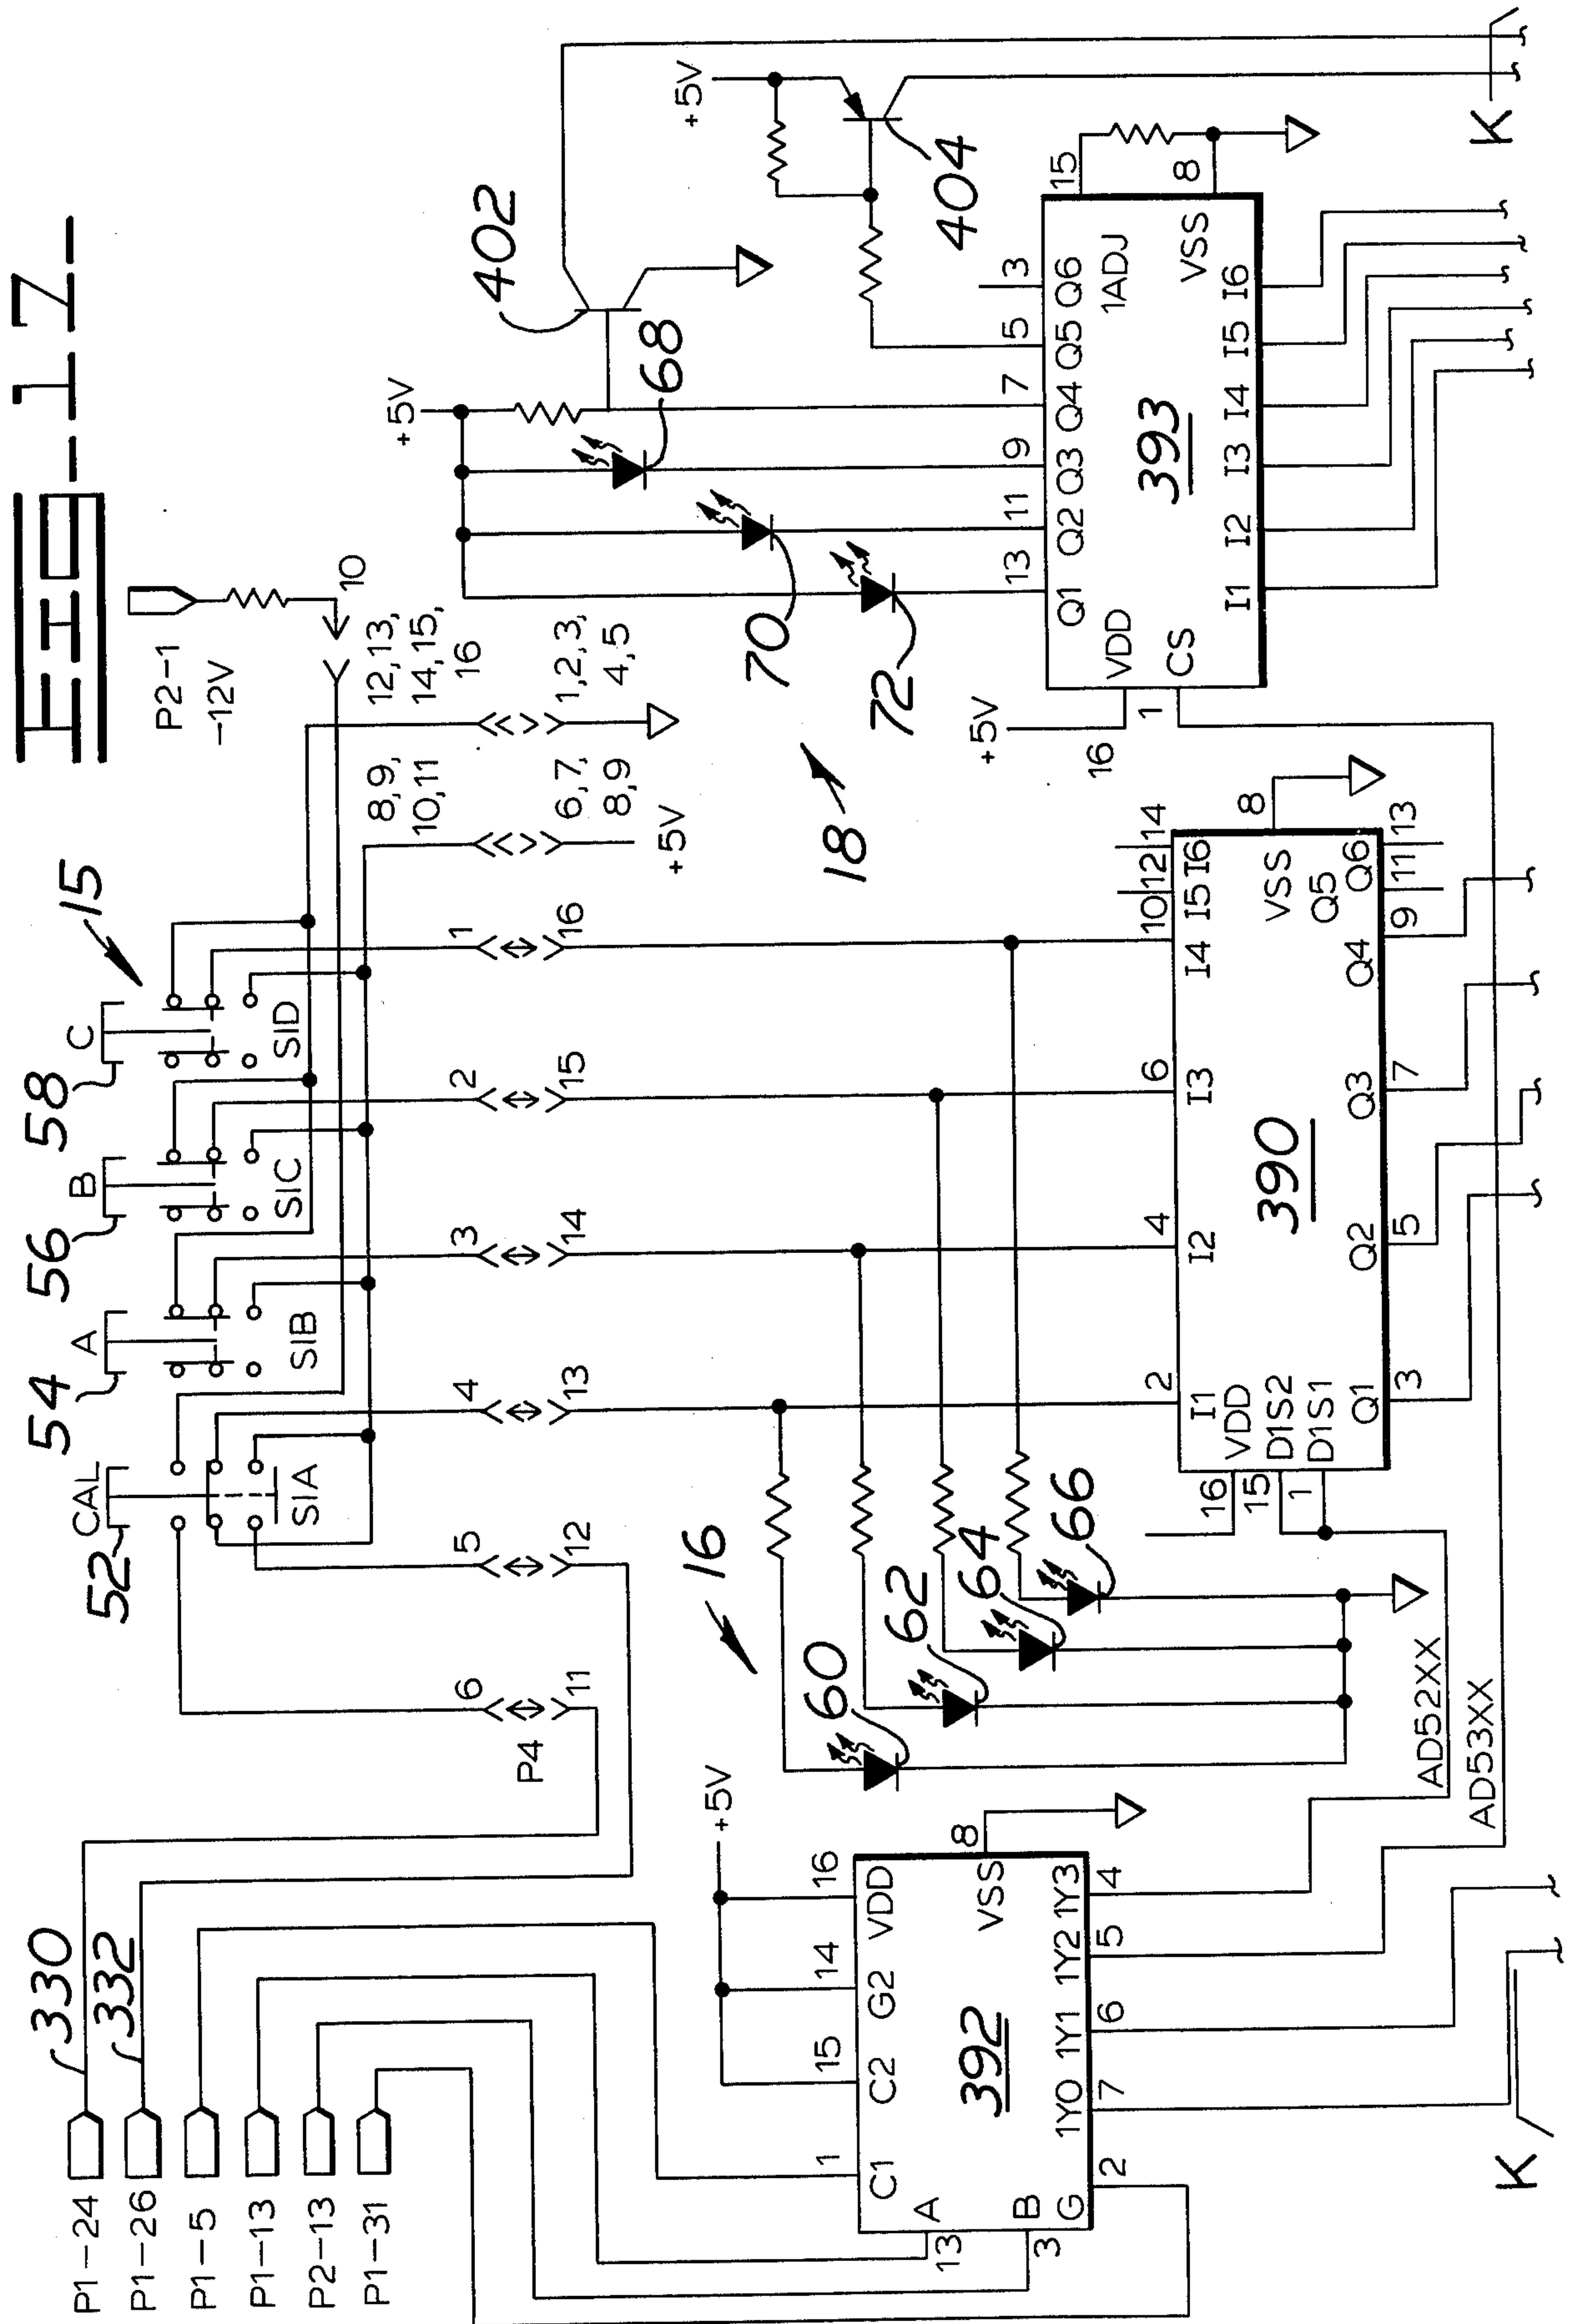 FIG-17
P2-1
-12V
10
15
58
C
56
B
54
A
52
CAL
SID
SIC
SIB
SIA
8,9,
10,11
12,13,
14,15,
16
6,7,
8,9
1,2,3,
4,5
+5V
1
16
2
15
3
14
4
13
5
12
6
11
P4
330
332
P1-24
P1-26
P1-5
P1-13
P2-13
P1-31
402
+5V
68
70
72
18
+5V
404
+5V
16
VDD
1
CS
Q1
13
Q2
11
Q3
9
Q4
7
Q5
5
Q6
3
1ADJ
15
VSS
8
393
I1
I2
I3
I4
I5
I6
K
16
60
62
64
66
2
I1
4
I2
6
I3
10
I4
12
I5
14
I6
VSS
8
390
16
VDD
15
D1S2
1
D1S1
Q1
3
Q2
5
Q3
7
Q4
9
Q5
11
Q6
13
AD52XX
AD53XX
+5V
1
C1
15
C2
14
G2
16
VDD
VSS
8
392
A
13
B
3
G
2
1Y0
7
1Y1
6
1Y2
5
1Y3
4
K